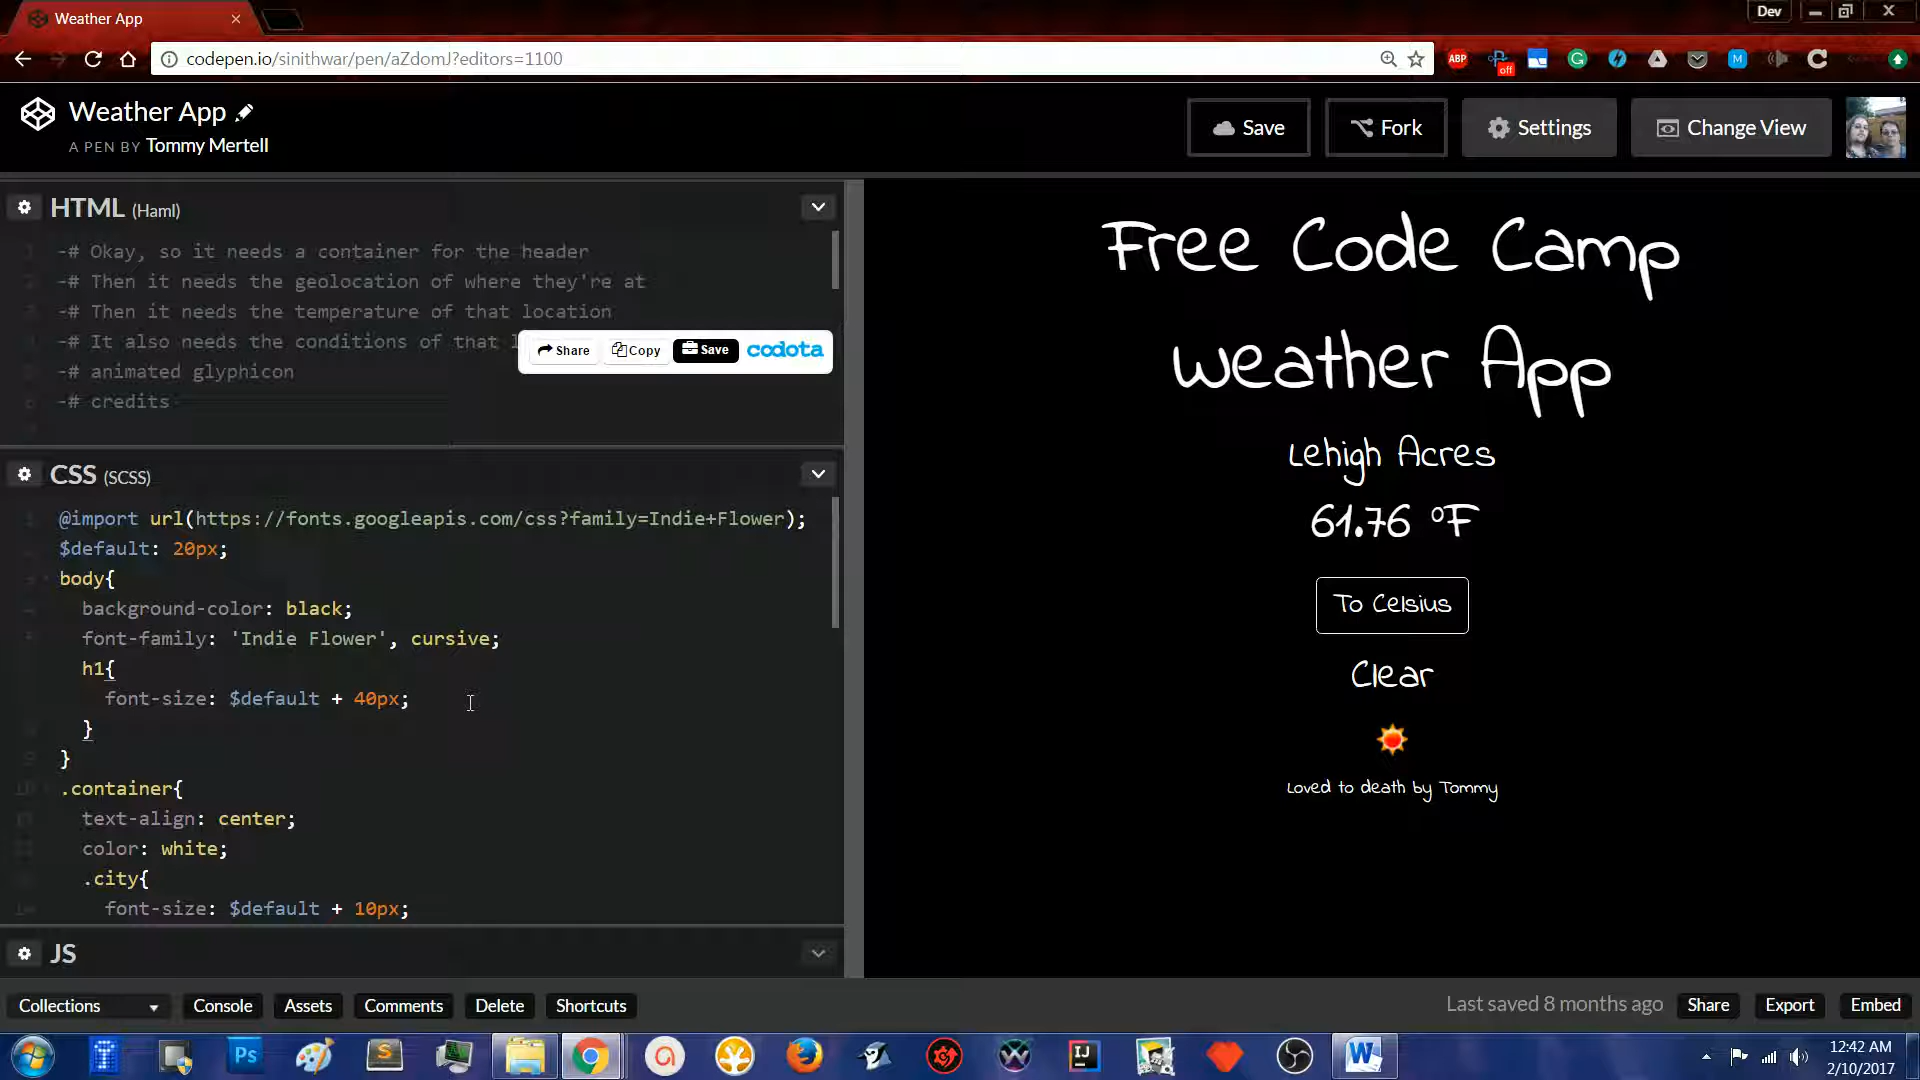 Weather App
Dev
codepen.io/sinithwar/pen/aZdomJ?editors=1100
ABP
off
Weather App
A PEN BY Tommy Mertell
Save
Fork
Settings
Change View
HTML (Haml)
-# Okay, so it needs a container for the header
-# Then it needs the geolocation of where they're at
-# Then it needs the temperature of that location
-# It also needs the conditions of that l
-# animated glyphicon
-# credits
Share
Copy
Save
codota
CSS (SCSS)
@import url(https://fonts.googleapis.com/css?family=Indie+Flower);
$default: 20px;
body{
background-color: black;
font-family: 'Indie Flower', cursive;
h1{
font-size: $default + 40px;
}
}
.container{
text-align: center;
color: white;
.city{
font-size: $default + 10px;
JS
Free Code Camp
Weather App
Lehigh Acres
61.76 °F
To Celsius
Clear
Loved to death by Tommy
Collections
Console
Assets
Comments
Delete
Shortcuts
Last saved 8 months ago
Share
Export
Embed
12:42 AM
2/10/2017